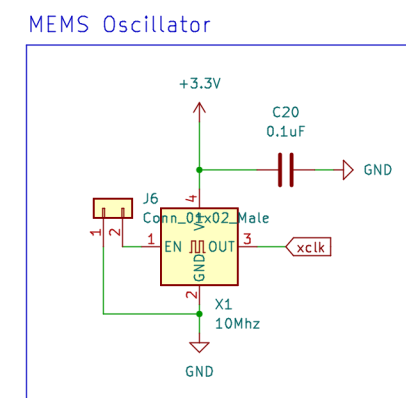 MEMS Oscillator
+3.3V
C20
0.1uF
GND
J6
Conn_01x02_Male
1
2
4
V+
1
EN
OUT
3
xclk
GND
2
X1
10Mhz
GND